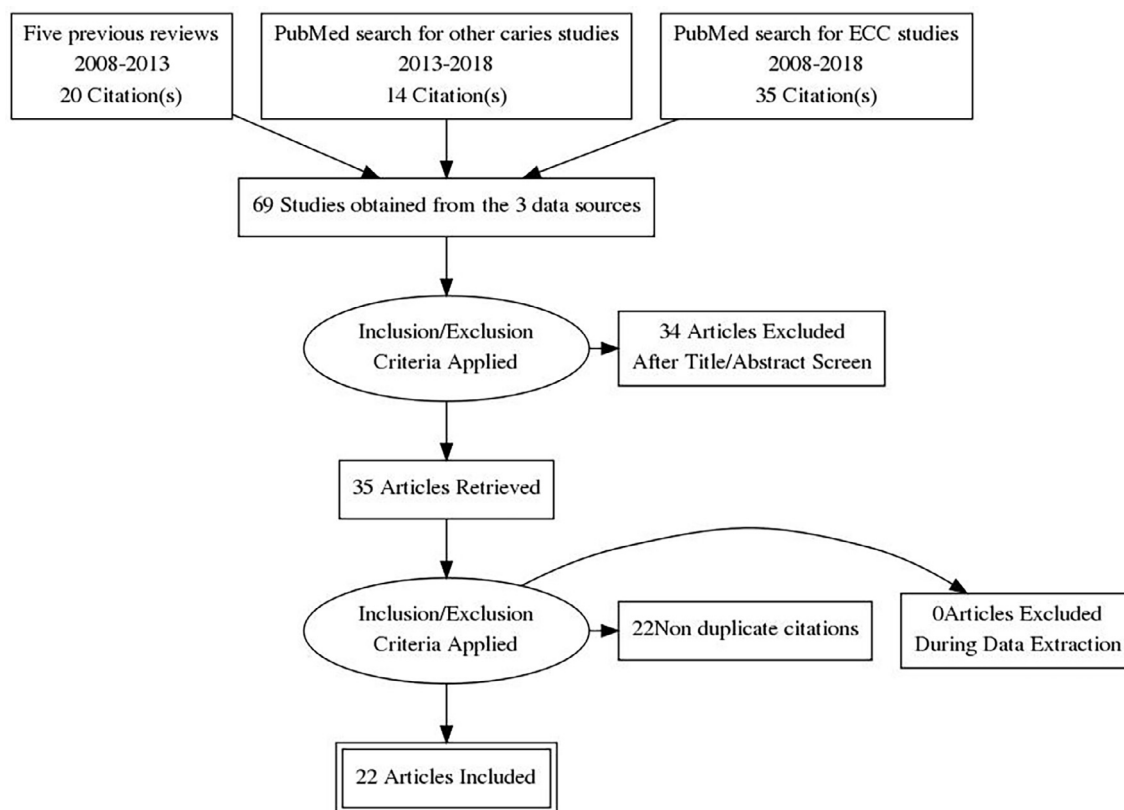 Five previous reviews
2008-2013
20 Citation(s)
PubMed search for other caries studies
2013-2018
14 Citation(s)
PubMed search for ECC studies
2008-2018
35 Citation(s)
69 Studies obtained from the 3 data sources
Inclusion/Exclusion
Criteria Applied
34 Articles Excluded
After Title/Abstract Screen
35 Articles Retrieved
Inclusion/Exclusion
Criteria Applied
22Non duplicate citations
0Articles Excluded
During Data Extraction
22 Articles Included